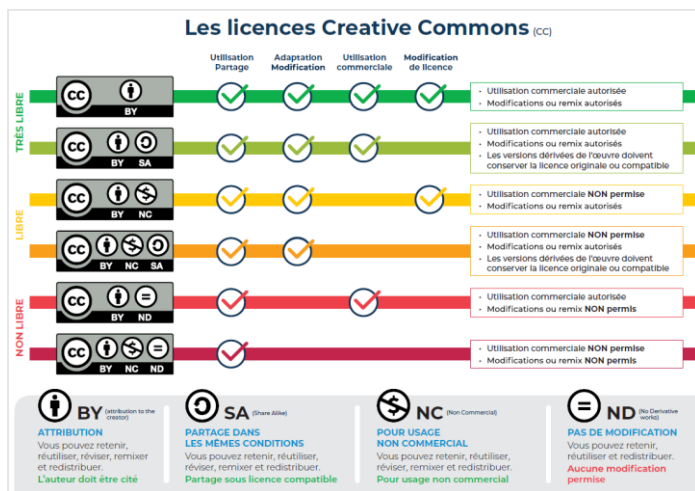 Les licences Creative Commons (CC)
Utilisation
Partage
Adaptation
Modification
Utilisation
commerciale
Modification
de licence
TRÈS LIBRE
CC BY
• Utilisation commerciale autorisée
• Modifications ou remix autorisés
CC BY SA
• Utilisation commerciale autorisée
• Modifications ou remix autorisés
• Les versions dérivées de l'œuvre doivent
conserver la licence originale ou compatible
LIBRE
CC BY NC
• Utilisation commerciale NON permise
• Modifications ou remix autorisés
CC BY NC SA
• Utilisation commerciale NON permise
• Modifications ou remix autorisés
• Les versions dérivées de l'œuvre doivent
conserver la licence originale ou compatible
NON LIBRE
CC BY ND
• Utilisation commerciale autorisée
• Modifications ou remix NON permis
CC BY NC ND
• Utilisation commerciale NON permise
• Modifications ou remix NON permis
BY (attribution to the creator)
ATTRIBUTION
Vous pouvez retenir,
réutiliser, réviser, remixer
et redistribuer.
L'auteur doit être cité
SA (Share Alike)
PARTAGE DANS
LES MÊMES CONDITIONS
Vous pouvez retenir, réutiliser,
réviser, remixer et redistribuer.
Partage sous licence compatible
NC (Non Commercial)
POUR USAGE
NON COMMERCIAL
Vous pouvez retenir, réutiliser,
réviser, remixer et redistribuer.
Pour usage non commercial
ND (No Derivative works)
PAS DE MODIFICATION
Vous pouvez retenir,
réutiliser et redistribuer.
Aucune modification
permise